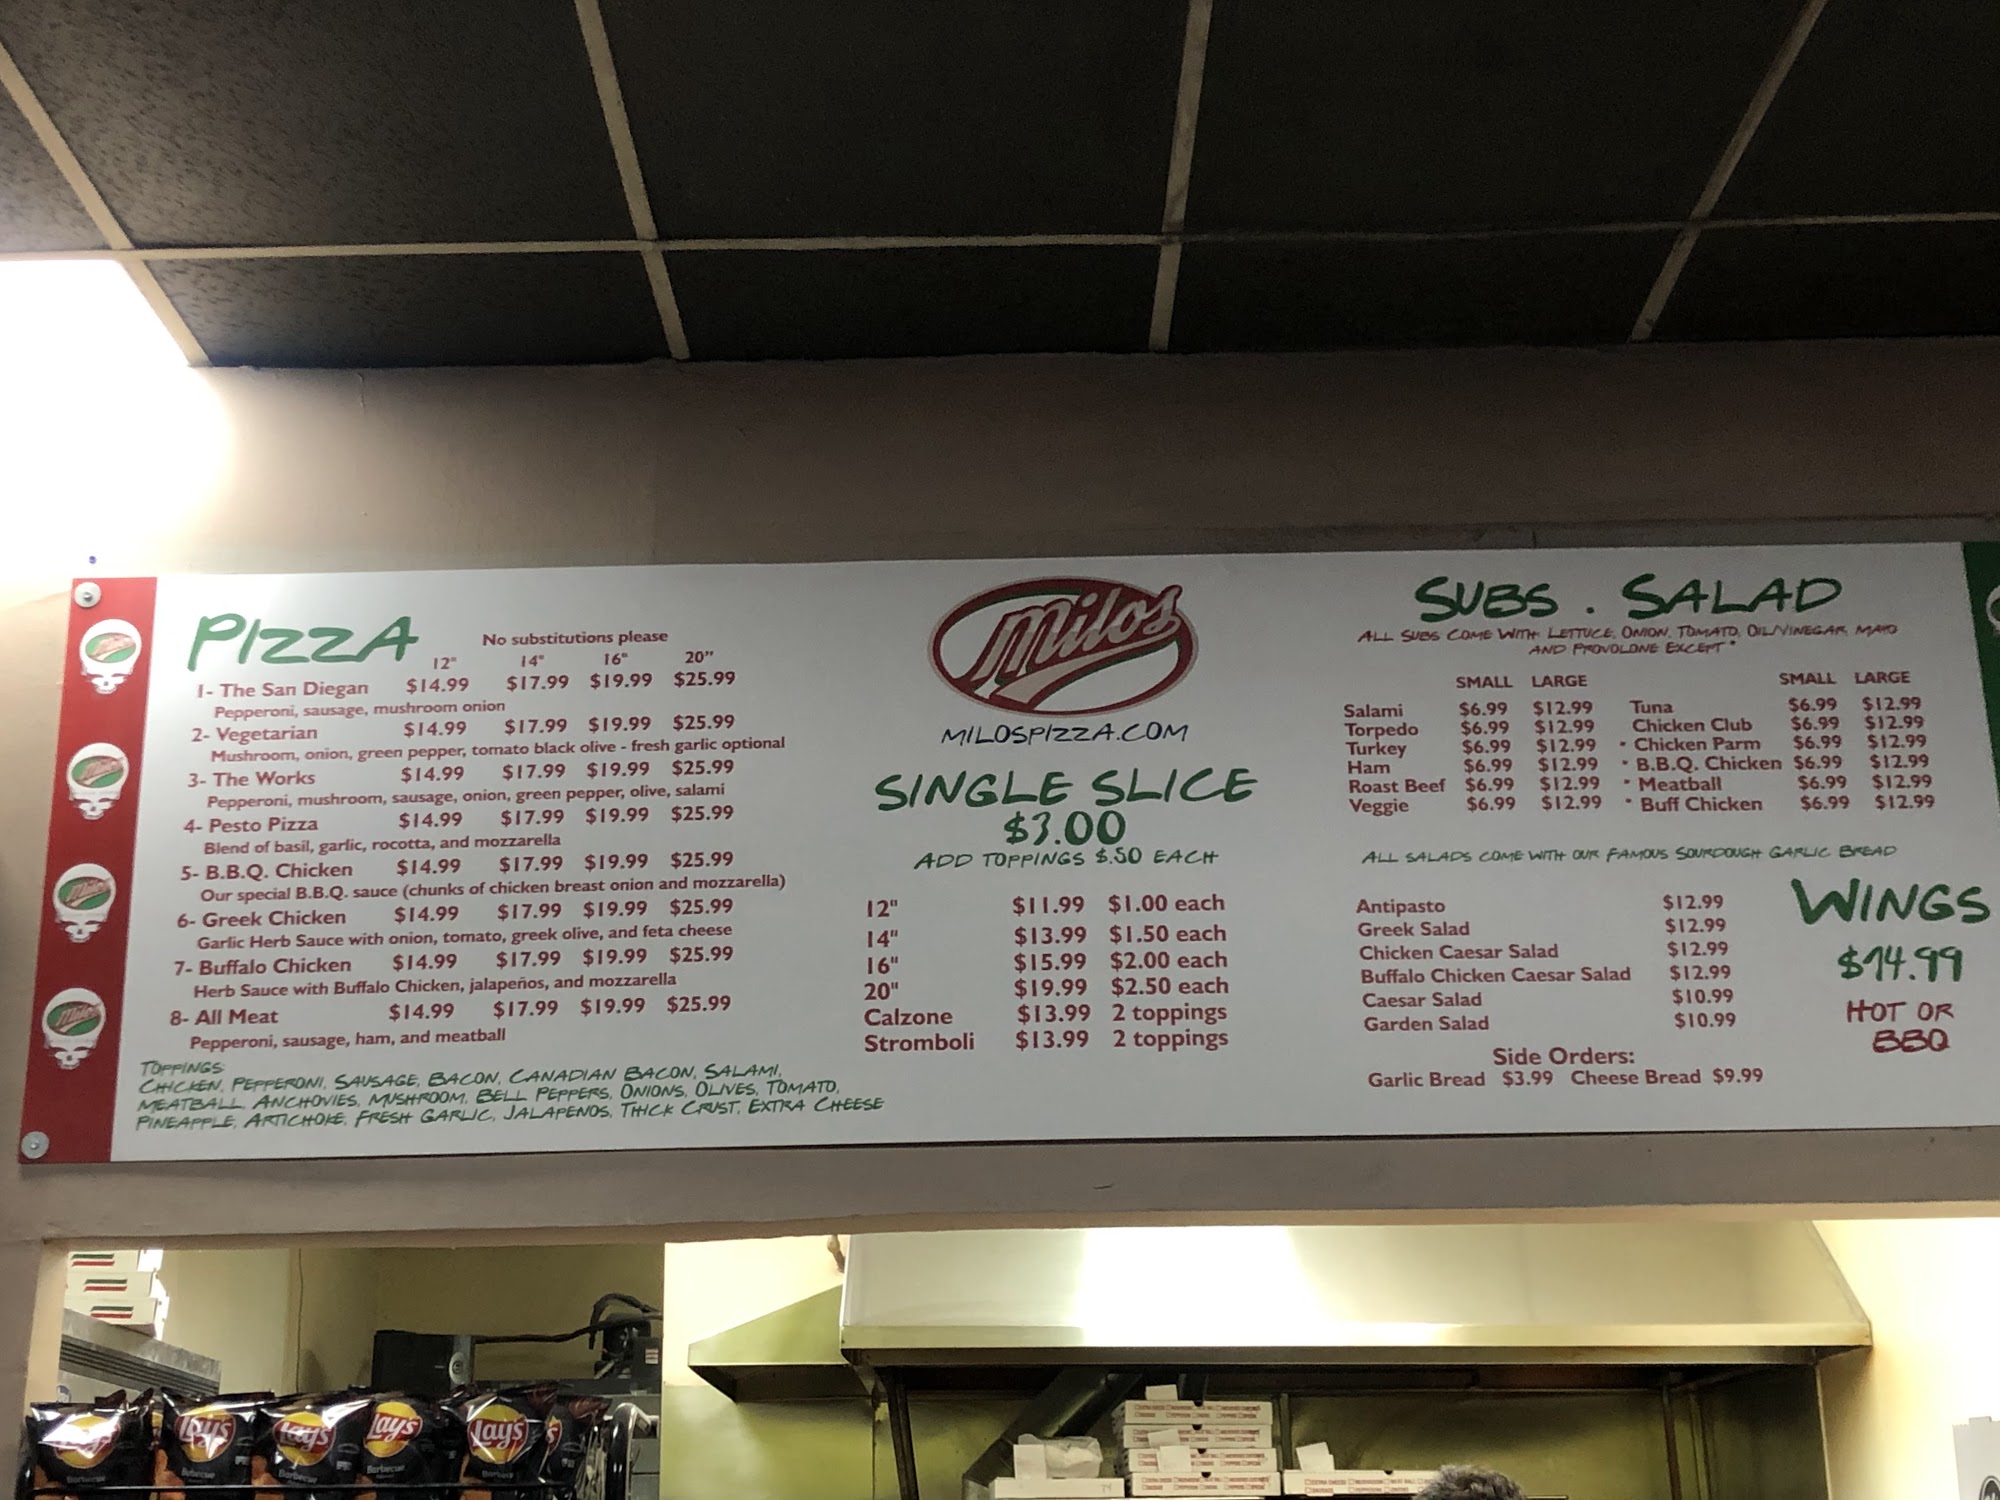 PIZZA
No substitutions please
12" 14" 16" 20"
1- The San Diegan $14.99 $17.99 $19.99 $25.99
Pepperoni, sausage, mushroom onion
2- Vegetarian $14.99 $17.99 $19.99 $25.99
Mushroom, onion, green pepper, tomato black olive - fresh garlic optional
3- The Works $14.99 $17.99 $19.99 $25.99
Pepperoni, mushroom, sausage, onion, green pepper, olive, salami
4- Pesto Pizza $14.99 $17.99 $19.99 $25.99
Blend of basil, garlic, rocotta, and mozzarella
5- B.B.Q. Chicken $14.99 $17.99 $19.99 $25.99
Our special B.B.Q. sauce (chunks of chicken breast onion and mozzarella)
6- Greek Chicken $14.99 $17.99 $19.99 $25.99
Garlic Herb Sauce with onion, tomato, greek olive, and feta cheese
7- Buffalo Chicken $14.99 $17.99 $19.99 $25.99
Herb Sauce with Buffalo Chicken, jalapeños, and mozzarella
8- All Meat $14.99 $17.99 $19.99 $25.99
Pepperoni, sausage, ham, and meatball
TOPPINGS:
CHICKEN, PEPPERONI, SAUSAGE, BACON, CANADIAN BACON, SALAMI,
MEATBALL, ANCHOVIES, MUSHROOM, BELL PEPPERS, ONIONS, OLIVES, TOMATO,
PINEAPPLE, ARTICHOKE, FRESH GARLIC, JALAPENOS, THICK CRUST, EXTRA CHEESE
Milos
MILOSPIZZA.COM
SINGLE SLICE
$3.00
ADD TOPPINGS $.50 EACH
12" $11.99 $1.00 each
14" $13.99 $1.50 each
16" $15.99 $2.00 each
20" $19.99 $2.50 each
Calzone $13.99 2 toppings
Stromboli $13.99 2 toppings
SUBS . SALAD
ALL SUBS COME WITH LETTUCE, ONION, TOMATO, OIL/VINEGAR, MAYO
AND PROVOLONE EXCEPT *
SMALL LARGE SMALL LARGE
Salami $6.99 $12.99 Tuna $6.99 $12.99
Torpedo $6.99 $12.99 Chicken Club $6.99 $12.99
Turkey $6.99 $12.99 * Chicken Parm $6.99 $12.99
Ham $6.99 $12.99 * B.B.Q. Chicken $6.99 $12.99
Roast Beef $6.99 $12.99 * Meatball $6.99 $12.99
Veggie $6.99 $12.99 * Buff Chicken $6.99 $12.99
ALL SALADS COME WITH OUR FAMOUS SOURDOUGH GARLIC BREAD
Antipasto $12.99
Greek Salad $12.99
Chicken Caesar Salad $12.99
Buffalo Chicken Caesar Salad $12.99
Caesar Salad $10.99
Garden Salad $10.99
Side Orders:
Garlic Bread $3.99 Cheese Bread $9.99
WINGS
$14.99
HOT OR
BBQ
Milos
Milos
Milos
Milos
Lay's Lay's Lay's Lay's Lay's
Barbecue Barbecue Barbecue Barbecue Barbecue